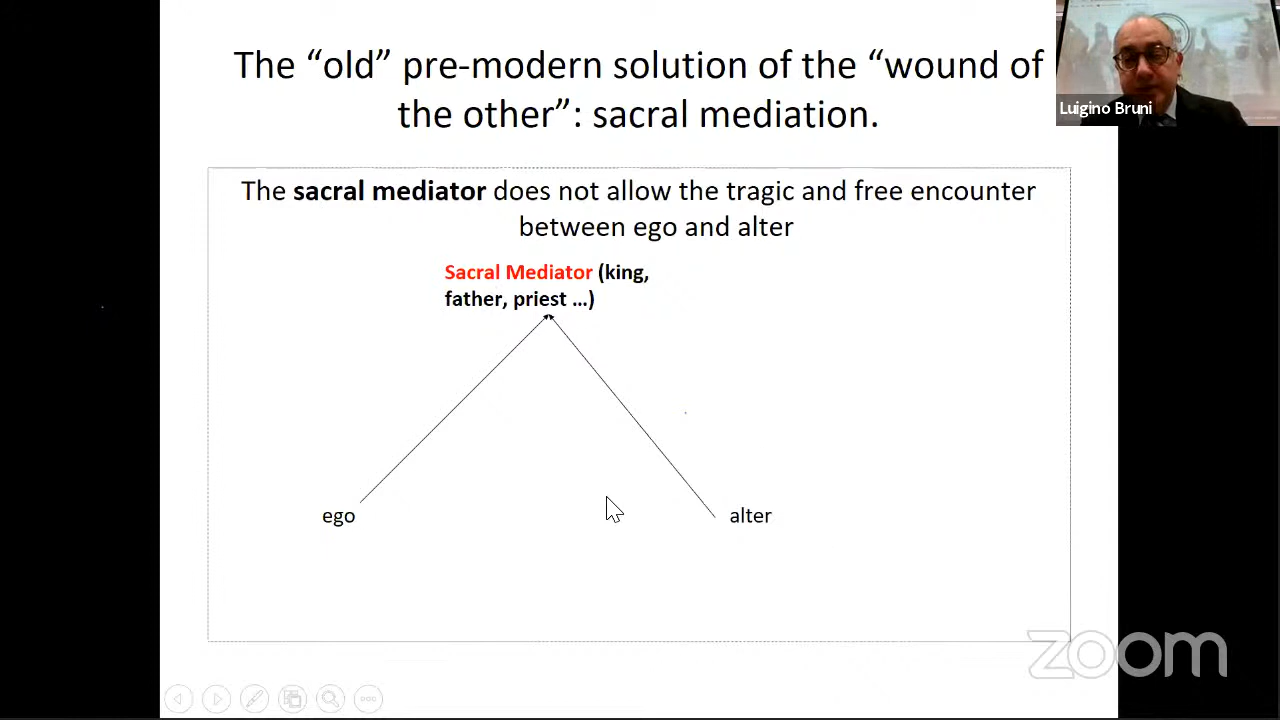 The “old” pre-modern solution of the “wound of
the other”: sacral mediation.
Luigino Bruni
The sacral mediator does not allow the tragic and free encounter
between ego and alter
Sacral Mediator (king,
father, priest …)
ego
alter
zoom